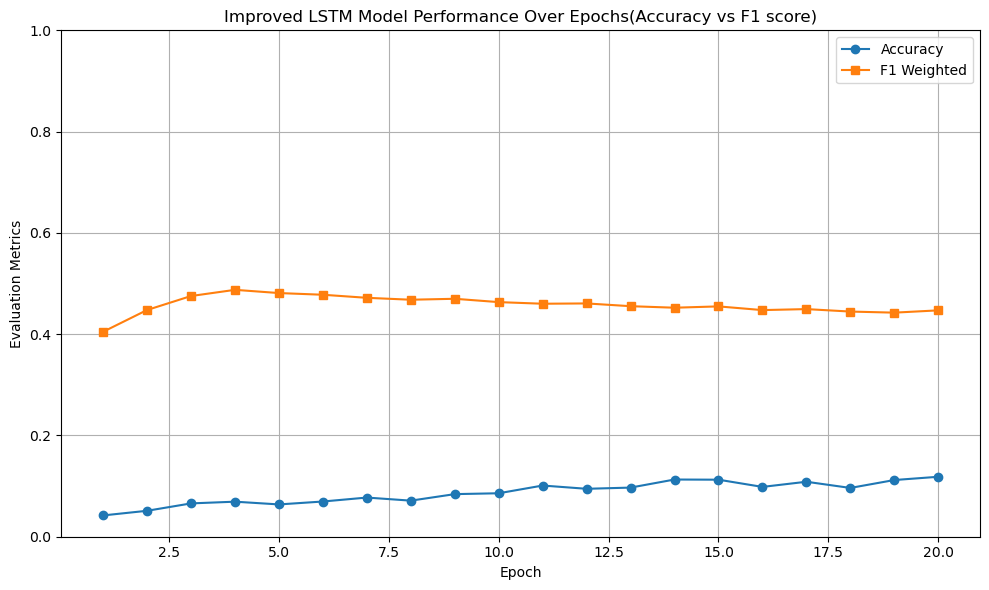 Improved LSTM Model Performance Over Epochs(Accuracy vs F1 score)
Accuracy
F1 Weighted
Evaluation Metrics
1.0
0.8
0.6
0.4
0.2
0.0
2.5 5.0 7.5 10.0 12.5 15.0 17.5 20.0
Epoch